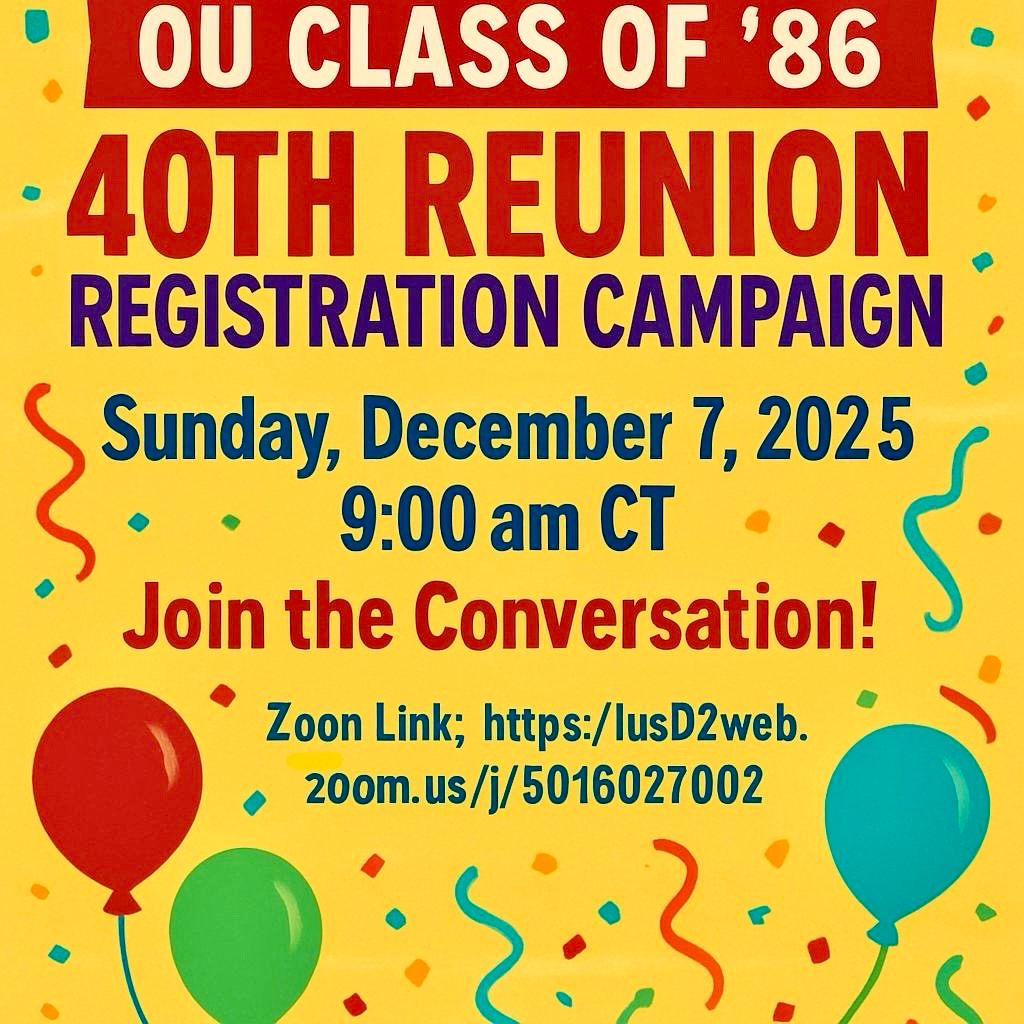 OU CLASS OF ’86
40TH REUNION
REGISTRATION CAMPAIGN
Sunday, December 7, 2025
9:00 am CT
Join the Conversation!
Zoon Link; https:/lusD2web.
2oom.us/j/5016027002